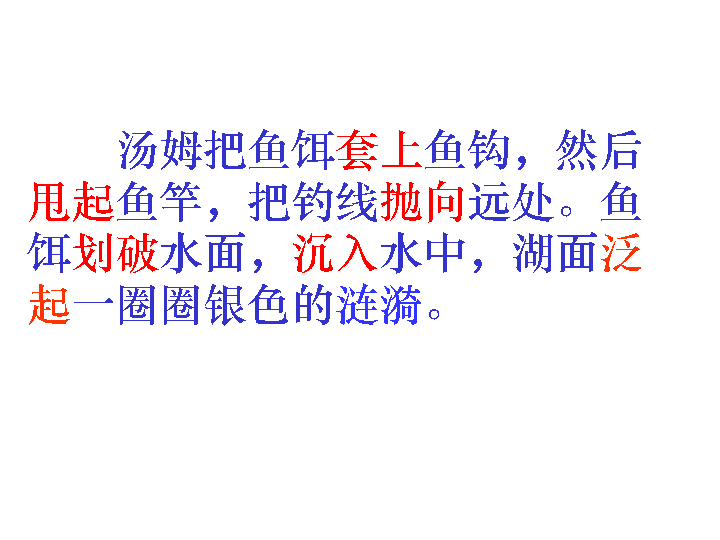 汤姆把鱼饵套上鱼钩，然后
甩起鱼竿，把钓线抛向远处。鱼
饵划破水面，沉入水中，湖面泛
起一圈圈银色的涟漪。